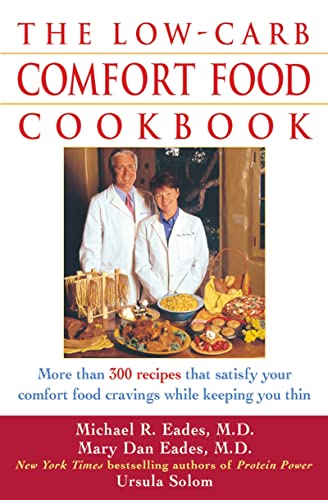 THE LOW-CARB
COMFORT FOOD
COOKBOOK
More than 300 recipes that satisfy your
comfort food cravings while keeping you thin
Michael R. Eades, M.D.
Mary Dan Eades, M.D.
New York Times bestselling authors of Protein Power
Ursula Solom